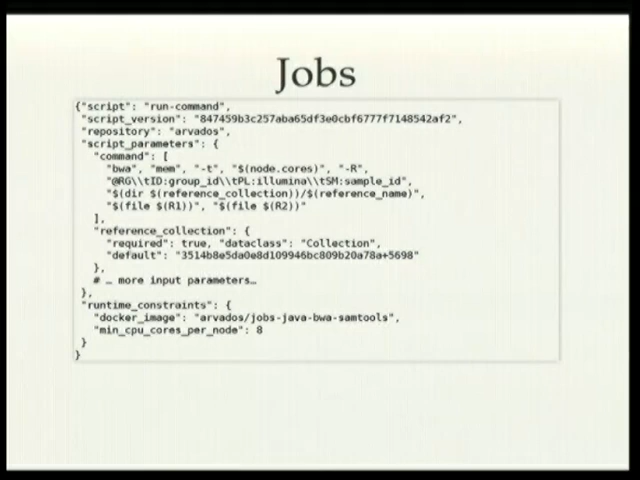 Jobs
{"script": "run-command",
"script_version": "847459b3c257aba65df3e0cbf6777f7148542af2",
"repository": "arvados",
"script_parameters": {
"command": [
"bwa", "mem", "-t", "$(node.cores)", "-R",
"@RG\\tID:group_id\\tPL:illumina\\tSM:sample_id",
"$(dir $(reference_collection))/$(reference_name)",
"$(file $(R1))", "$(file $(R2))"
],
"reference_collection": {
"required": true, "dataclass": "Collection",
"default": "3514b8e5da0e8d109946bc809b20a78a+5698"
},
# … more input parameters…
},
"runtime_constraints": {
"docker_image": "arvados/jobs-java-bwa-samtools",
"min_cpu_cores_per_node": 8
}
}